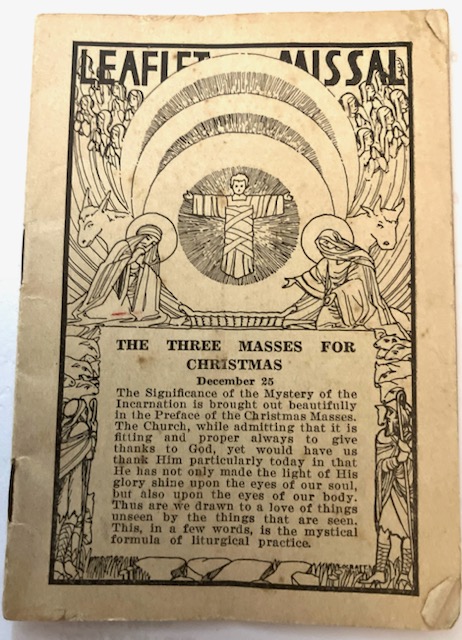 LEAFLET MISSAL
THE THREE MASSES FOR
CHRISTMAS
December 25
The Significance of the Mystery of the
Incarnation is brought out beautifully
in the Preface of the Christmas Masses.
The Church, while admitting that it is
fitting and proper always to give
thanks to God, yet would have us
thank Him particularly today in that
He has not only made the light of His
glory shine upon the eyes of our soul,
but also upon the eyes of our body.
Thus are we drawn to a love of things
unseen by the things that are seen.
This, in a few words, is the mystical
formula of liturgical practice.